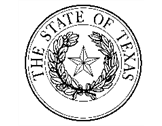 THE STATE OF TEXAS